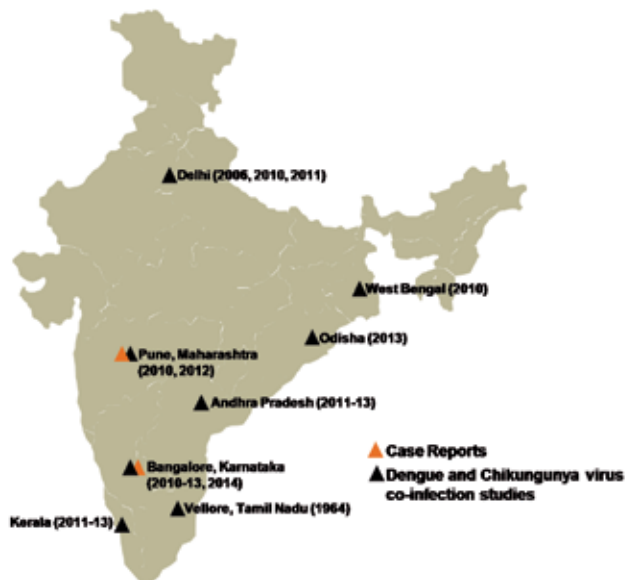 Delhi (2006, 2010, 2011)
West Bengal (2010)
Odisha (2013)
Pune, Maharashtra
(2010, 2012)
Andhra Pradesh (2011-13)
Bangalore, Karnataka
(2010-13, 2014)
Vellore, Tamil Nadu (1964)
Kerala (2011-13)
Case Reports
Dengue and Chikungunya virus
co-infection studies